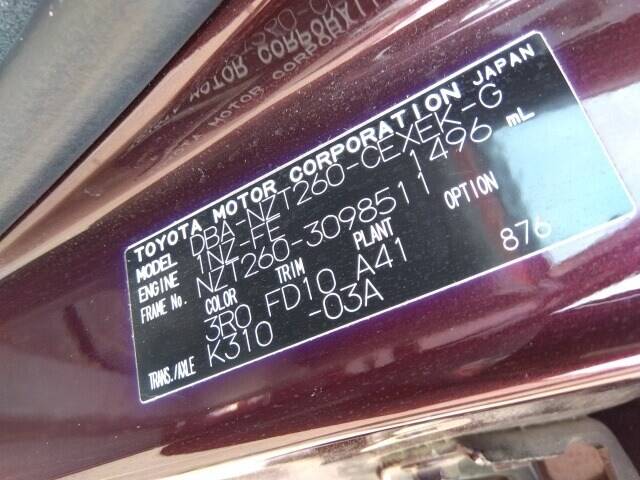 TOYOTA MOTOR CORPORATION JAPAN
MODEL DBA-NZT260-CEXEK-G
ENGINE 1NZ-FE 1496 mL
FRAME No. NZT260-3098511
COLOR TRIM PLANT OPTION
3R0 FD10 A41 876
TRANS./AXLE K310 -03A